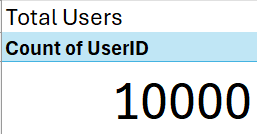 Total Users
Count of UserID
10000